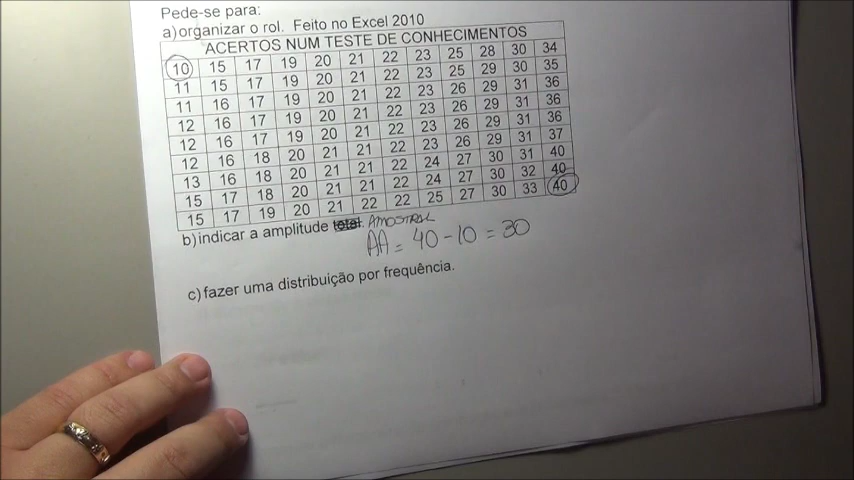 Pede-se para:
a) organizar o rol. Feito no Excel 2010
ACERTOS NUM TESTE DE CONHECIMENTOS
10 15 17 19 20 21 22 23 25 28 30 34
11 15 17 19 20 21 22 23 25 29 30 35
11 16 17 19 20 21 22 23 26 29 31 36
12 16 17 19 20 21 22 23 26 29 31 36
12 16 17 19 20 21 22 23 26 29 31 36
12 16 18 20 21 21 22 23 26 29 31 37
13 16 18 20 21 21 22 24 27 30 31 40
15 17 18 20 21 21 22 24 27 30 32 40
15 17 19 20 21 22 22 25 27 30 33 40
b) indicar a amplitude total. AMOSTRAL
AA = 40 - 10 = 30
c) fazer uma distribuição por frequência.